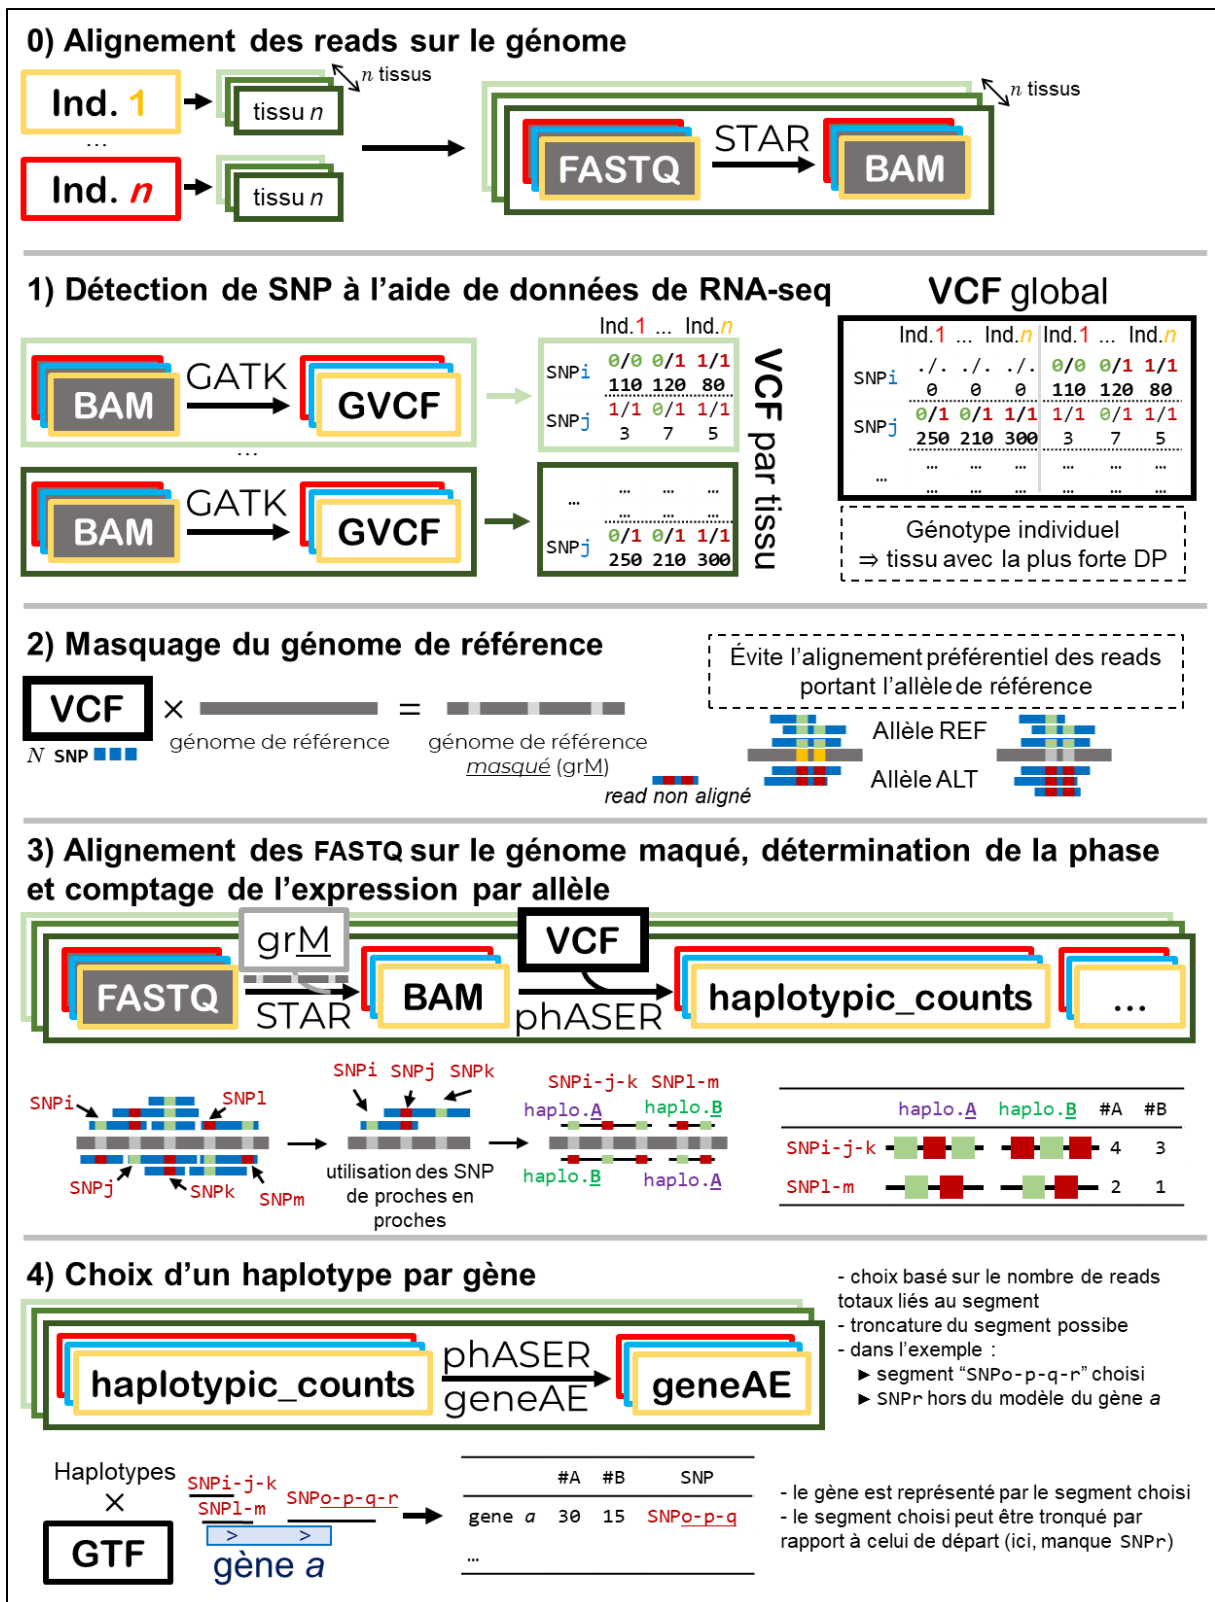 0) Alignement des reads sur le génome
Ind. 1
tissu n
n tissus
...
Ind. n
tissu n
FASTQ
STAR
BAM
n tissus
1) Détection de SNP à l'aide de données de RNA-seq
BAM
GATK
GVCF
...
BAM
GATK
GVCF
Ind.1 ... Ind.n
SNPi 0/0 0/1 1/1
110 120 80
SNPj 1/1 0/1 1/1
3 7 5
... ... ... ...
... ... ...
SNPj 0/1 0/1 1/1
250 210 300
VCF par tissu
VCF global
Ind.1 ... Ind.n Ind.1 ... Ind.n
SNPi ./. ./. ./. 0/0 0/1 1/1
0 0 0 110 120 80
SNPj 0/1 0/1 1/1 1/1 0/1 1/1
250 210 300 3 7 5
... ... ... ... ... ...
... ... ... ... ... ... ...
Génotype individuel
⇒ tissu avec la plus forte DP
2) Masquage du génome de référence
VCF × =
N SNP
génome de référence
génome de référence
masqué (grM)
Évite l'alignement préférentiel des reads
portant l'allèle de référence
Allèle REF
Allèle ALT
read non aligné
3) Alignement des FASTQ sur le génome maqué, détermination de la phase
et comptage de l'expression par allèle
FASTQ
grM
STAR
BAM
VCF
phASER
haplotypic_counts
...
SNPi
SNPl
SNPj
SNPk
SNPm
SNPi SNPj SNPk
utilisation des SNP
de proches en
proches
SNPi-j-k SNPl-m
haplo.A haplo.B
haplo.B haplo.A
haplo.A haplo.B #A #B
SNPi-j-k 4 3
SNPl-m 2 1
4) Choix d'un haplotype par gène
haplotypic_counts
phASER
geneAE
geneAE
- choix basé sur le nombre de reads
totaux liés au segment
- troncature du segment possibe
- dans l'exemple :
► segment “SNPo-p-q-r” choisi
► SNPr hors du modèle du gène a
Haplotypes
×
GTF
SNPi-j-k
SNPl-m
SNPo-p-q-r
> >
gène a
#A #B SNP
gene a 30 15 SNPo-p-q
...
- le gène est représenté par le segment choisi
- le segment choisi peut être tronqué par
rapport à celui de départ (ici, manque SNPr)